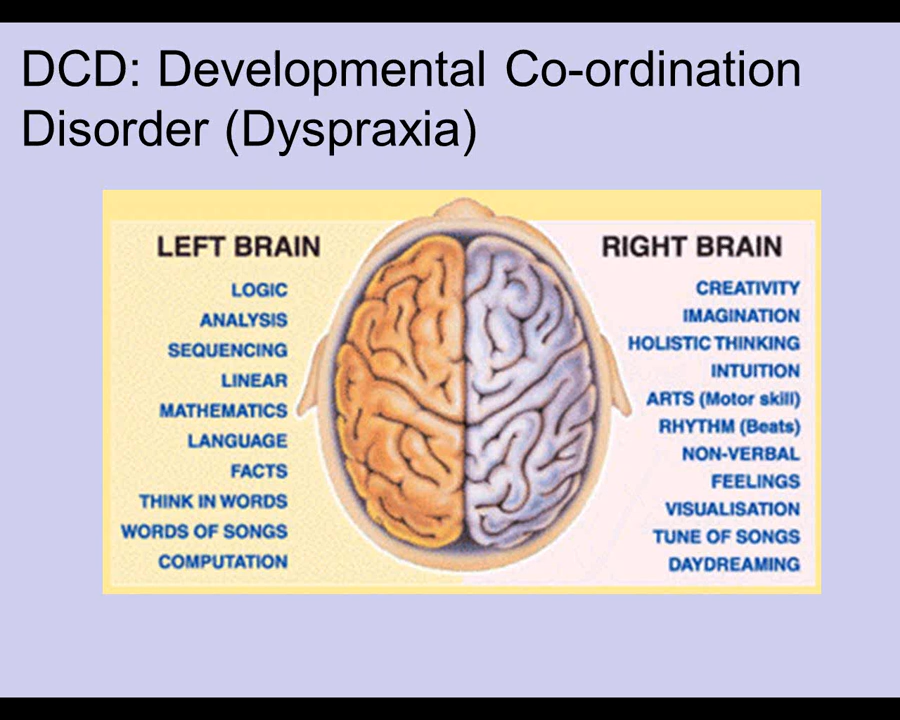 DCD: Developmental Co-ordination
Disorder (Dyspraxia)
LEFT BRAIN
LOGIC
ANALYSIS
SEQUENCING
LINEAR
MATHEMATICS
LANGUAGE
FACTS
THINK IN WORDS
WORDS OF SONGS
COMPUTATION
RIGHT BRAIN
CREATIVITY
IMAGINATION
HOLISTIC THINKING
INTUITION
ARTS (Motor skill)
RHYTHM (Beats)
NON-VERBAL
FEELINGS
VISUALISATION
TUNE OF SONGS
DAYDREAMING